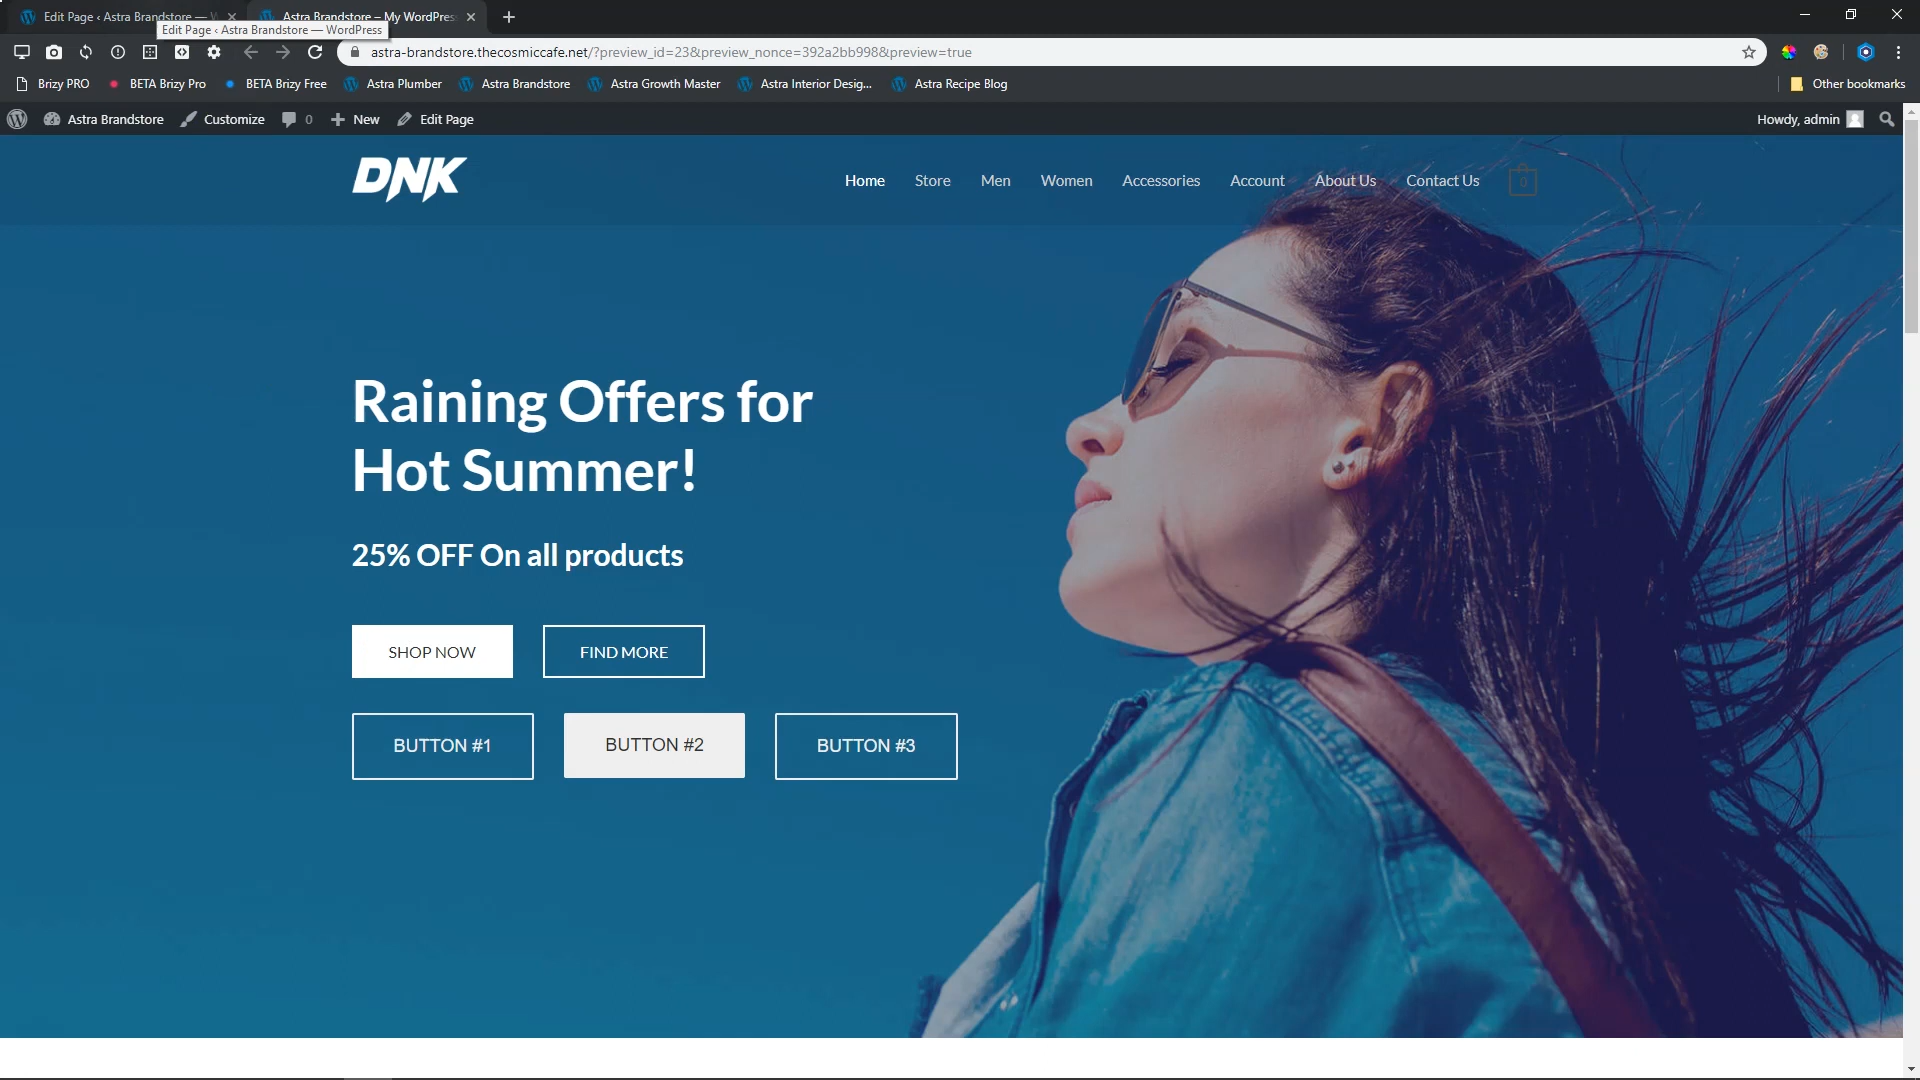 Edit Page ‹ Astra Brandstore —
Astra Brandstore – My WordPress
Edit Page ‹ Astra Brandstore — WordPress
astra-brandstore.thecosmiccafe.net/?preview_id=23&preview_nonce=392a2bb998&preview=true
Brizy PRO BETA Brizy Pro BETA Brizy Free Astra Plumber Astra Brandstore Astra Growth Master Astra Interior Desig... Astra Recipe Blog Other bookmarks
Astra Brandstore Customize 0 New Edit Page Howdy, admin
DNK Home Store Men Women Accessories Account About Us Contact Us 0
Raining Offers for
Hot Summer!
25% OFF On all products
SHOP NOW FIND MORE
BUTTON #1 BUTTON #2 BUTTON #3